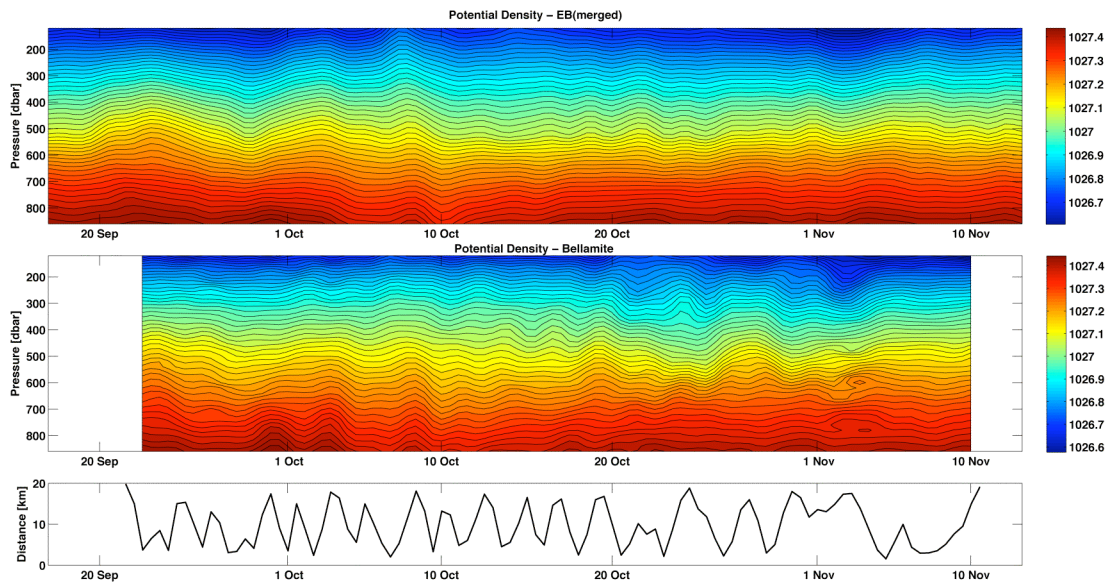 Potential Density – EB(merged)
Pressure [dbar]
200
300
400
500
600
700
800
20 Sep
1 Oct
10 Oct
20 Oct
1 Nov
10 Nov
1027.4
1027.3
1027.2
1027.1
1027
1026.9
1026.8
1026.7
Potential Density – Bellamite
Pressure [dbar]
200
300
400
500
600
700
800
20 Sep
1 Oct
10 Oct
20 Oct
1 Nov
10 Nov
1027.4
1027.3
1027.2
1027.1
1027
1026.9
1026.8
1026.7
1026.6
Distance [km]
20
10
0
20 Sep
1 Oct
10 Oct
20 Oct
1 Nov
10 Nov